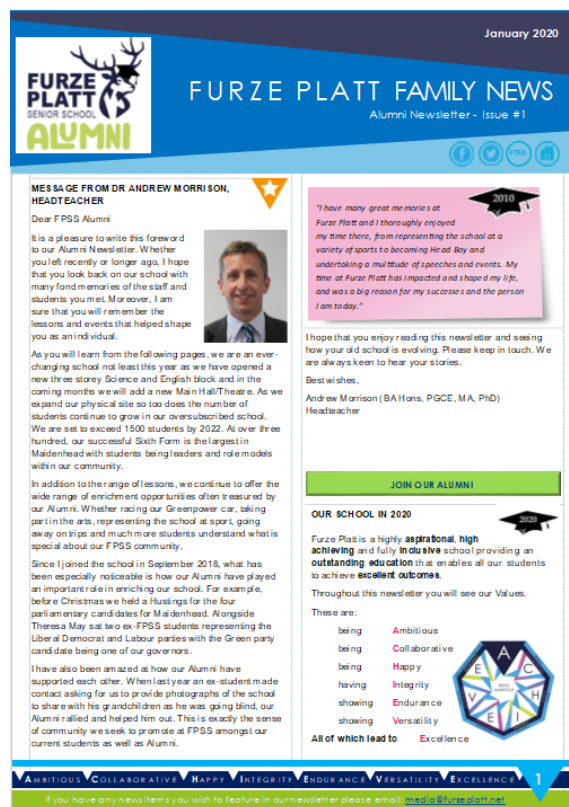 January 2020
FURZE
PLATT
SENIOR SCHOOL
ALUMNI
FURZE PLATT FAMILY NEWS
Alumni Newsletter - Issue #1
PTFA
MESSAGE FROM DR ANDREW MORRISON,
HEADTEACHER
Dear FPSS Alumni
It is a pleasure to write this foreword
to our Alumni Newsletter. Whether
you left recently or longer ago, I hope
that you look back on our school with
many fond memories of the staff and
students you met. Moreover, I am
sure that you will remember the
lessons and events that helped shape
you as an individual.
As you will learn from the following pages, we are an ever-
changing school not least this year as we have opened a
new three storey Science and English block and in the
coming months we will add a new Main Hall/Theatre. As we
expand our physical site so too does the number of
students continue to grow in our oversubscribed school.
We are set to exceed 1500 students by 2022. At over three
hundred, our successful Sixth Form is the largest in
Maidenhead with students being leaders and role models
within our community.
In addition to the range of lessons, we continue to offer the
wide range of enrichment opportunities often treasured by
our Alumni. Whether racing our Greenpower car, taking
part in the arts, representing the school at sport, going
away on trips and much more students understand what is
special about our FPSS community.
Since I joined the school in September 2018, what has
been especially noticeable is how our Alumni have played
an important role in enriching our school. For example,
before Christmas we held a Hustings for the four
parliamentary candidates for Maidenhead. Alongside
Theresa May sat two ex-FPSS students representing the
Liberal Democrat and Labour parties with the Green party
candidate being one of our governors.
I have also been amazed at how our Alumni have
supported each other. When last year an ex-student made
contact asking for us to provide photographs of the school
to share with his grandchildren as he was going blind, our
Alumni rallied and helped him out. This is exactly the sense
of community we seek to promote at FPSS amongst our
current students as well as Alumni.
2010
"I have many great memories at
Furze Platt and I thoroughly enjoyed
my time there, from representing the school at a
variety of sports to becoming Head Boy and
undertaking a multitude of speeches and events. My
time at Furze Platt has impacted and shaped my life,
and was a big reason for my successes and the person
I am today."
I hope that you enjoy reading this newsletter and seeing
how your old school is evolving. Please keep in touch. We
are always keen to hear your stories.
Best wishes,
Andrew Morrison (BA Hons, PGCE, MA, PhD)
Headteacher
JOIN OUR ALUMNI
OUR SCHOOL IN 2020
2020
Furze Platt is a highly aspirational, high
achieving and fully inclusive school providing an
outstanding education that enables all our students
to achieve excellent outcomes.
Throughout this newsletter you will see our Values.
These are:
being Ambitious
being Collaborative
being Happy
having Integrity
showing Endurance
showing Versatility
All of which lead to Excellence
A C H I E V E
AMBITIOUS COLLABORATIVE HAPPY INTEGRITY ENDURANCE VERSATILITY EXCELLENCE
1
If you have any news items you wish to feature in our newsletter please email: media@furzeplatt.net